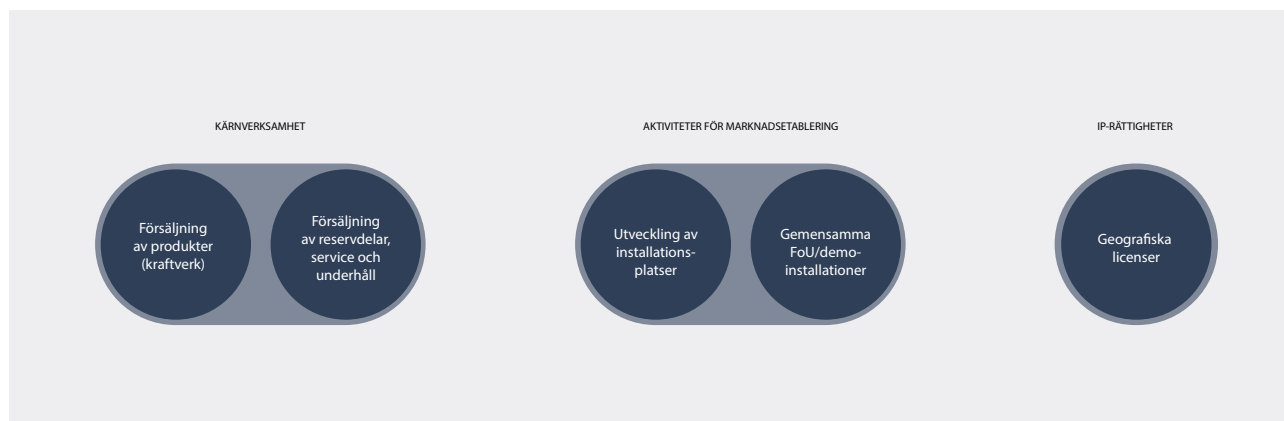 KÄRNVERKSAMHET
Försäljning
av produkter
(kraftverk)
Försäljning
av reservdelar,
service och
underhåll
AKTIVITETER FÖR MARKNADSETABLERING
Utveckling av
installations-
platser
Gemensamma
FoU/demo-
installationer
IP-RÄTTIGHETER
Geografiska
licenser